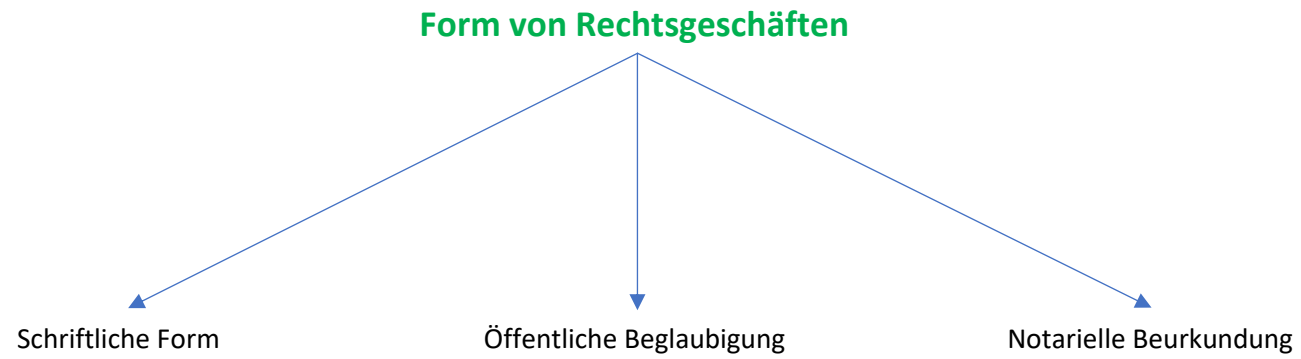 Form von Rechtsgeschäften
Schriftliche Form
Öffentliche Beglaubigung
Notarielle Beurkundung